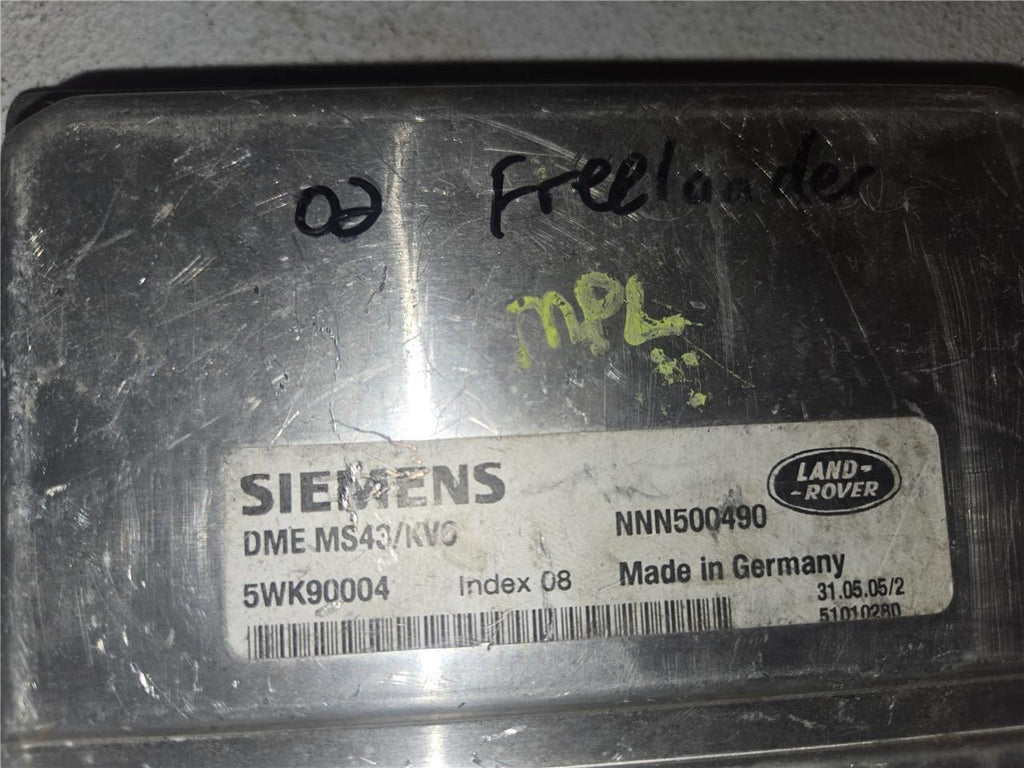 02 Freelander
MPL
SIEMENS
LAND-
-ROVER
DME MS43/KV6
NNN500490
5WK90004 Index 08 Made in Germany
31.05.05/2
51010280